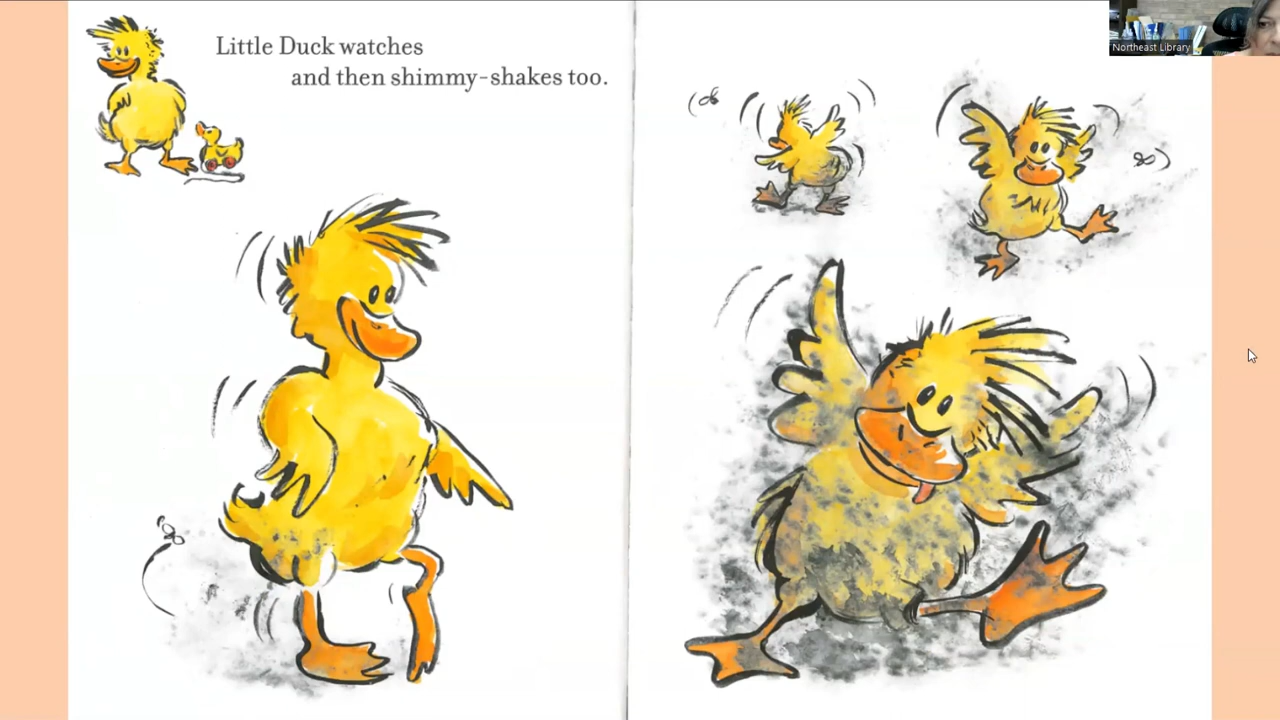 Little Duck watches
and then shimmy-shakes too.
Northeast Library